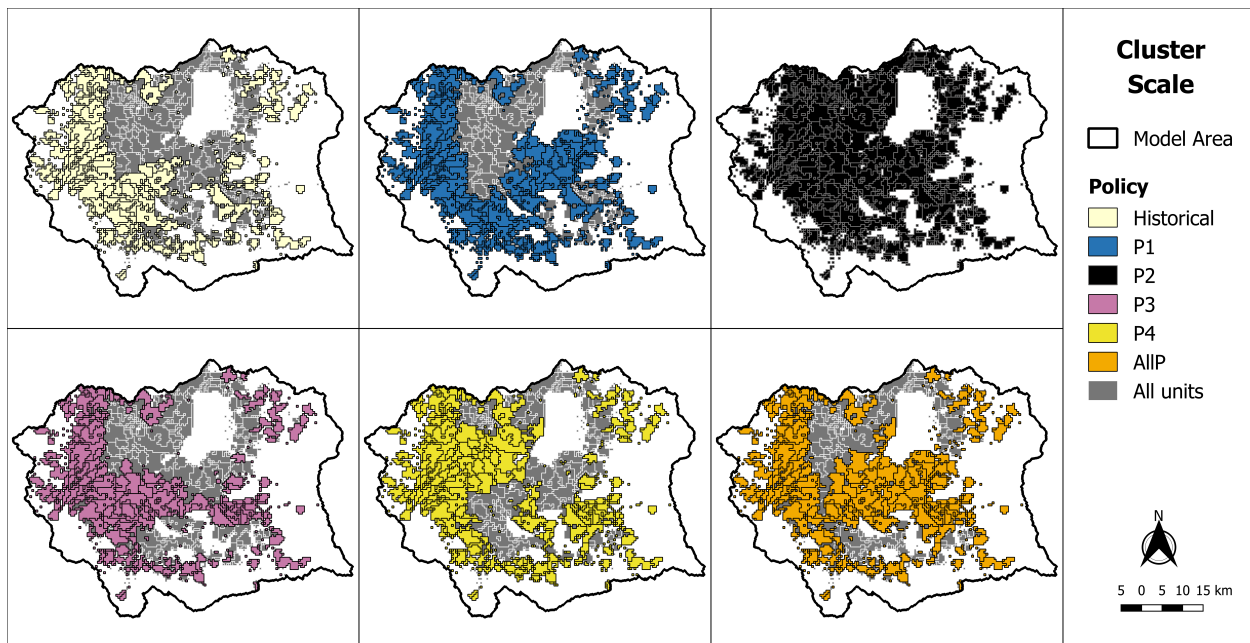 Cluster
Scale
Model Area
Policy
Historical
P1
P2
P3
P4
AllP
All units
N
5 0 5 10 15 km